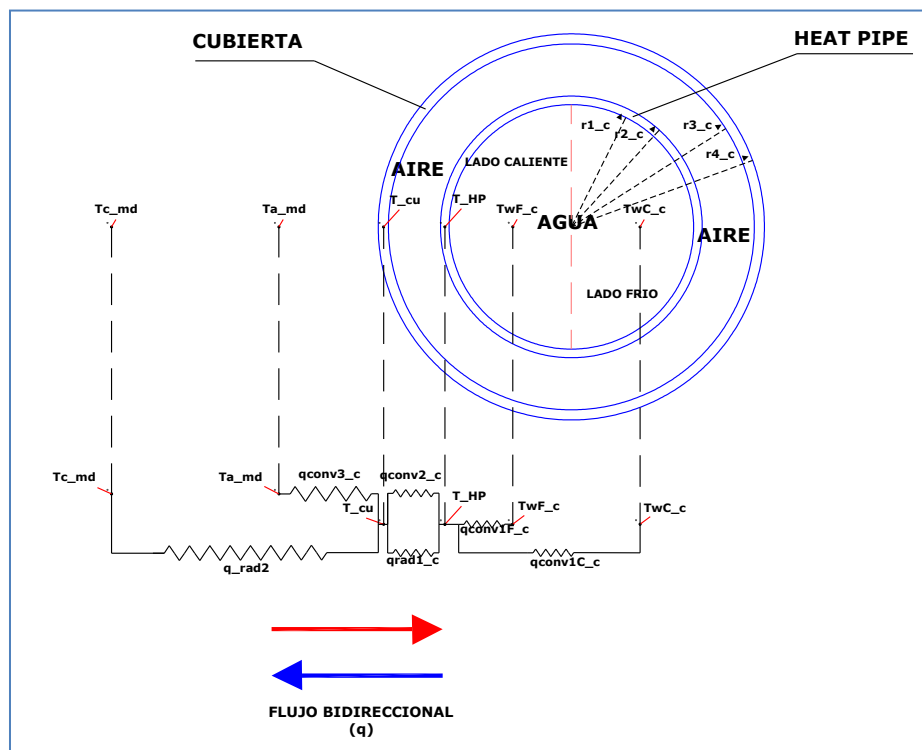 CUBIERTA
HEAT PIPE
r1_c
r2_c
r3_c
r4_c
LADO CALIENTE
AIRE
T_cu
T_HP
TwF_c
TwC_c
AGUA
AIRE
Tc_md
Ta_md
LADO FRIO
Tc_md
Ta_md
qconv3_c
qconv2_c
T_HP
T_cu
TwF_c
TwC_c
qconv1F_c
q_rad2
qrad1_c
qconv1C_c
FLUJO BIDIRECCIONAL
(q)